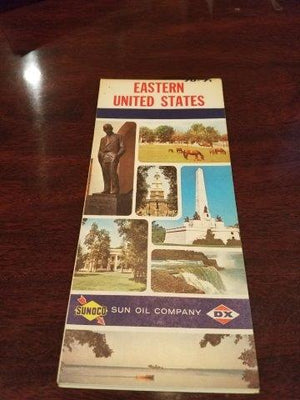 EASTERN
UNITED STATES
SUNOCO
SUN OIL COMPANY
DX